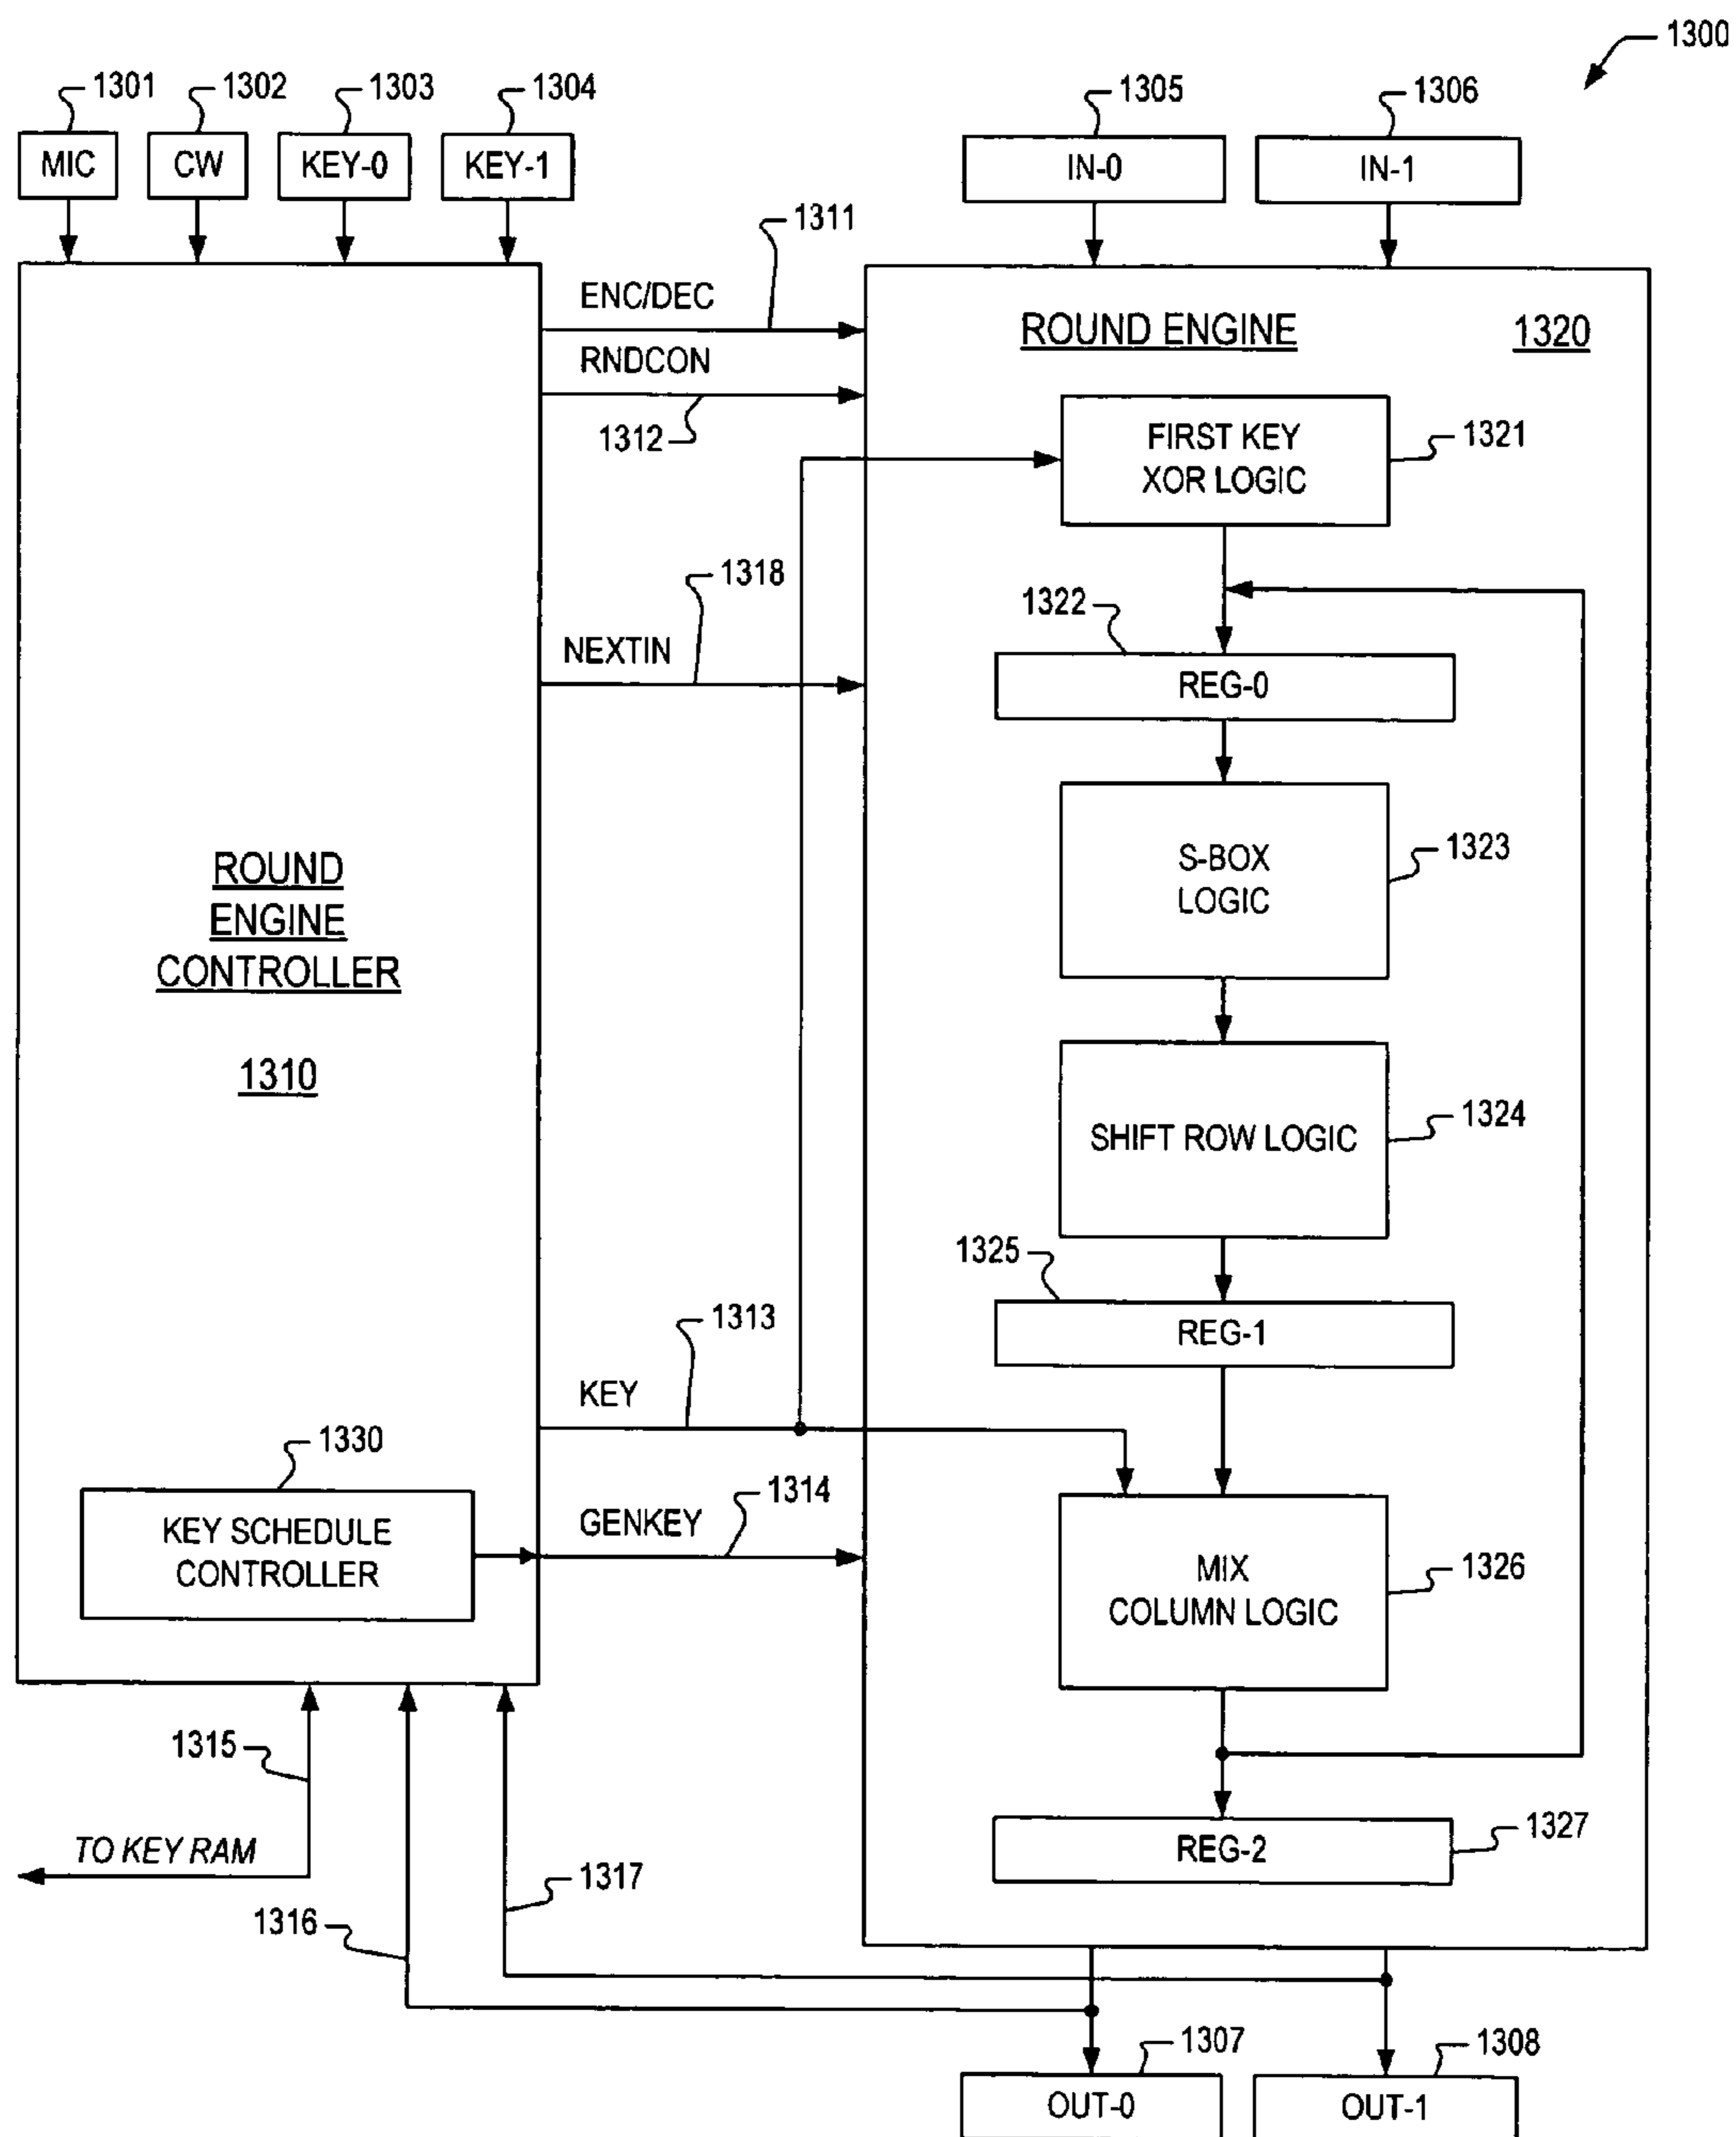 1300
1301
1302
1303
1304
1305
1306
MIC
CW
KEY-0
KEY-1
IN-0
IN-1
1311
ENC/DEC
RNDCON
1312
ROUND ENGINE
1320
FIRST KEY
XOR LOGIC
1321
1318
NEXTIN
1322
REG-0
S-BOX
LOGIC
1323
ROUND
ENGINE
CONTROLLER
1310
SHIFT ROW LOGIC
1324
1325
REG-1
1313
KEY
1330
KEY SCHEDULE
CONTROLLER
1314
GENKEY
MIX
COLUMN LOGIC
1326
1315
TO KEY RAM
1316
1317
REG-2
1327
1307
1308
OUT-0
OUT-1